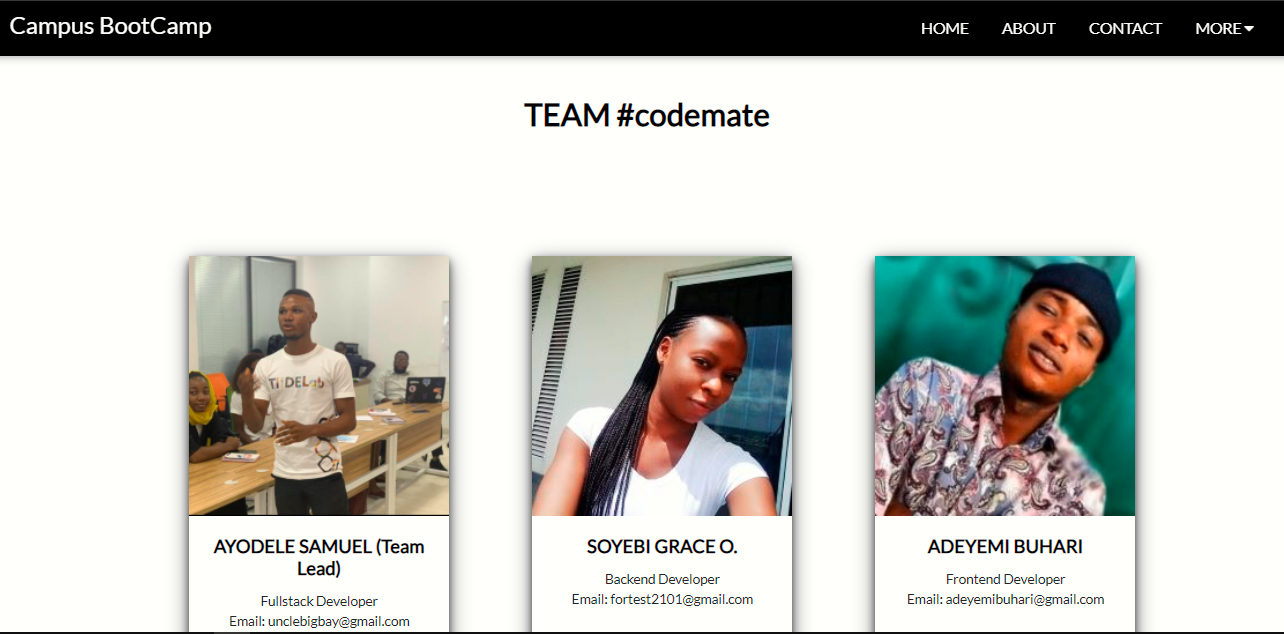 Campus BootCamp
HOME ABOUT CONTACT MORE
TEAM #codemate
TIIDELab
AYODELE SAMUEL (Team
Lead)
Fullstack Developer
Email: unclebigbay@gmail.com
SOYEBI GRACE O.
Backend Developer
Email: fortest2101@gmail.com
ADEYEMI BUHARI
Frontend Developer
Email: adeyemibuhari@gmail.com